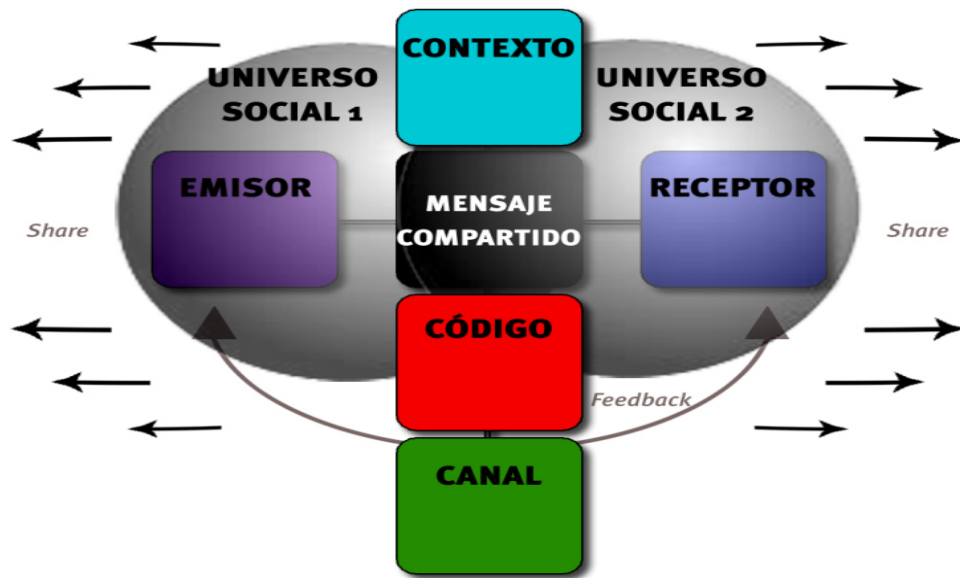 CONTEXTO
UNIVERSO
SOCIAL 1
UNIVERSO
SOCIAL 2
EMISOR
MENSAJE
COMPARTIDO
RECEPTOR
Share
Share
CÓDIGO
Feedback
CANAL